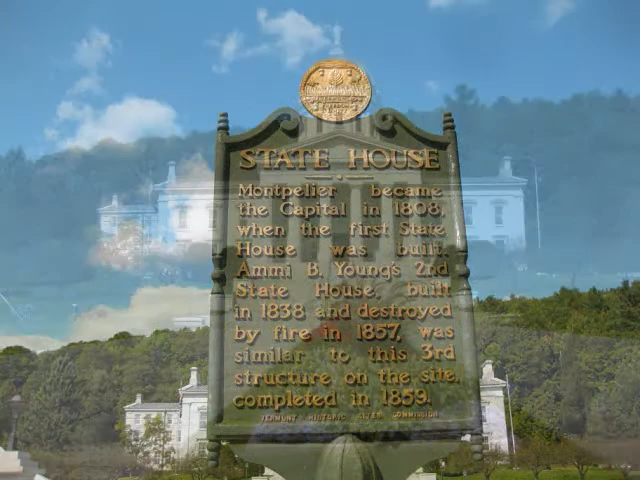 STATE HOUSE
Montpelier became
the Capital in 1808,
when the first State
House was built.
Ammi B. Young's 2nd
State House, built
in 1838 and destroyed
by fire in 1857, was
similar to this 3rd
structure on the site,
completed in 1859.
VERMONT HISTORIC SITES COMMISSION